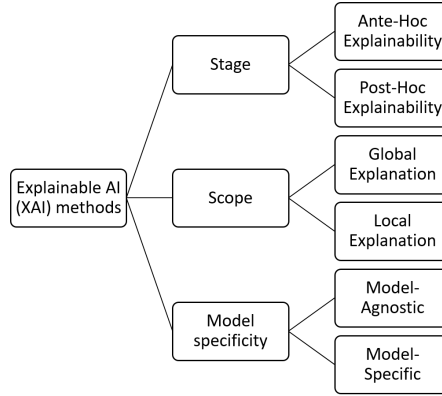 Explainable AI
(XAI) methods
Stage
Ante-Hoc
Explainability
Post-Hoc
Explainability
Scope
Global
Explanation
Local
Explanation
Model
specificity
Model-
Agnostic
Model-
Specific